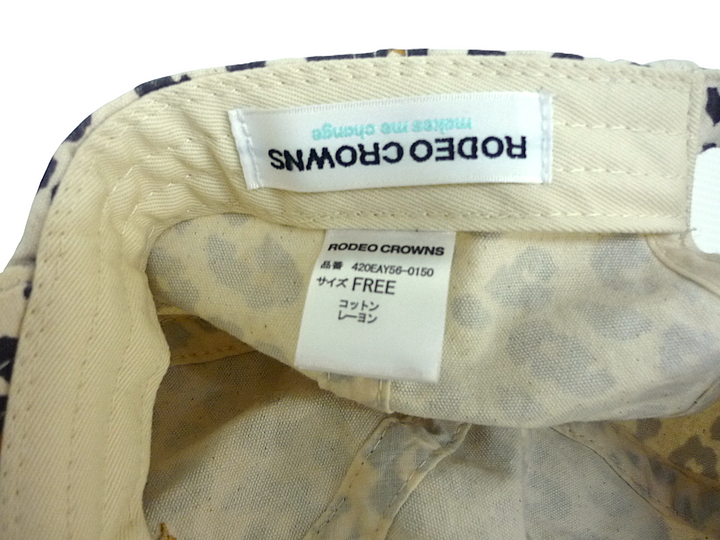 RODEO CROWNS
makes me change
RODEO CROWNS
品番 420EAY56-0150
サイズ FREE
コットン
レーヨン